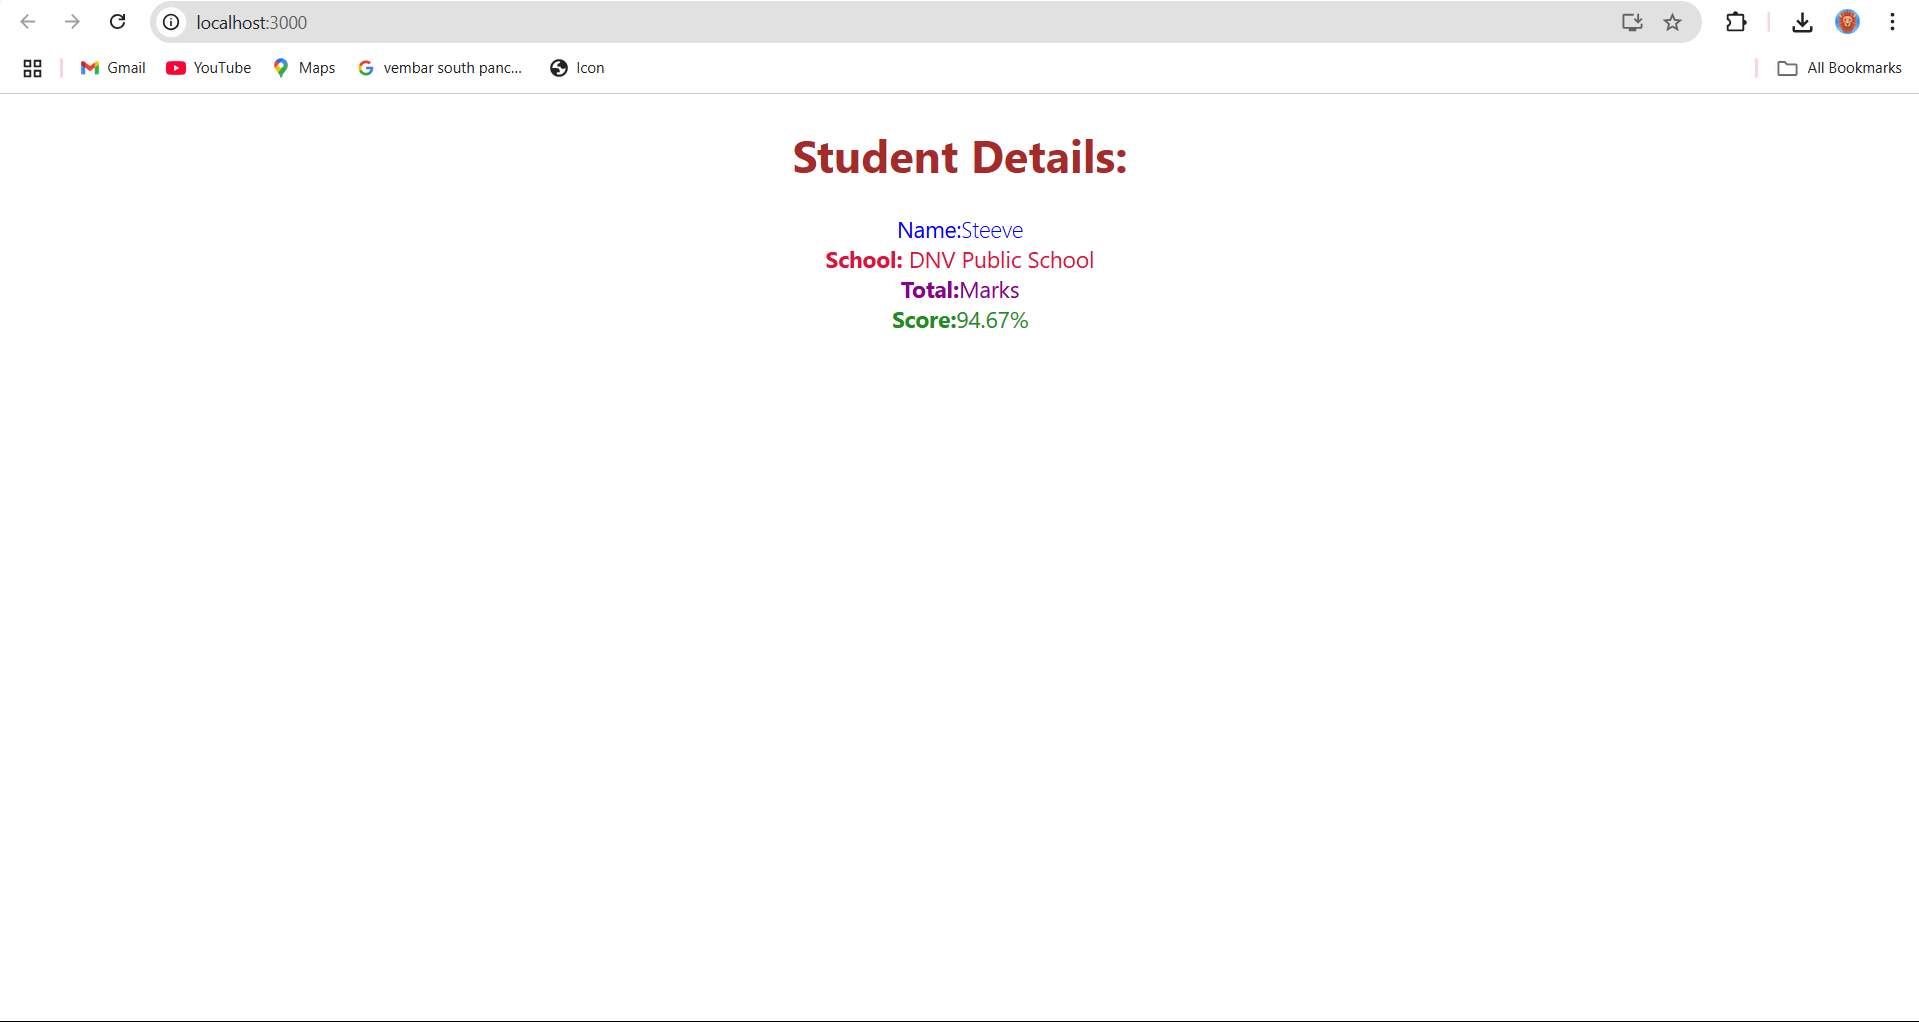 localhost:3000
Gmail YouTube Maps vembar south panc... Icon All Bookmarks
Student Details:
Name:Steeve
School: DNV Public School
Total:Marks
Score:94.67%